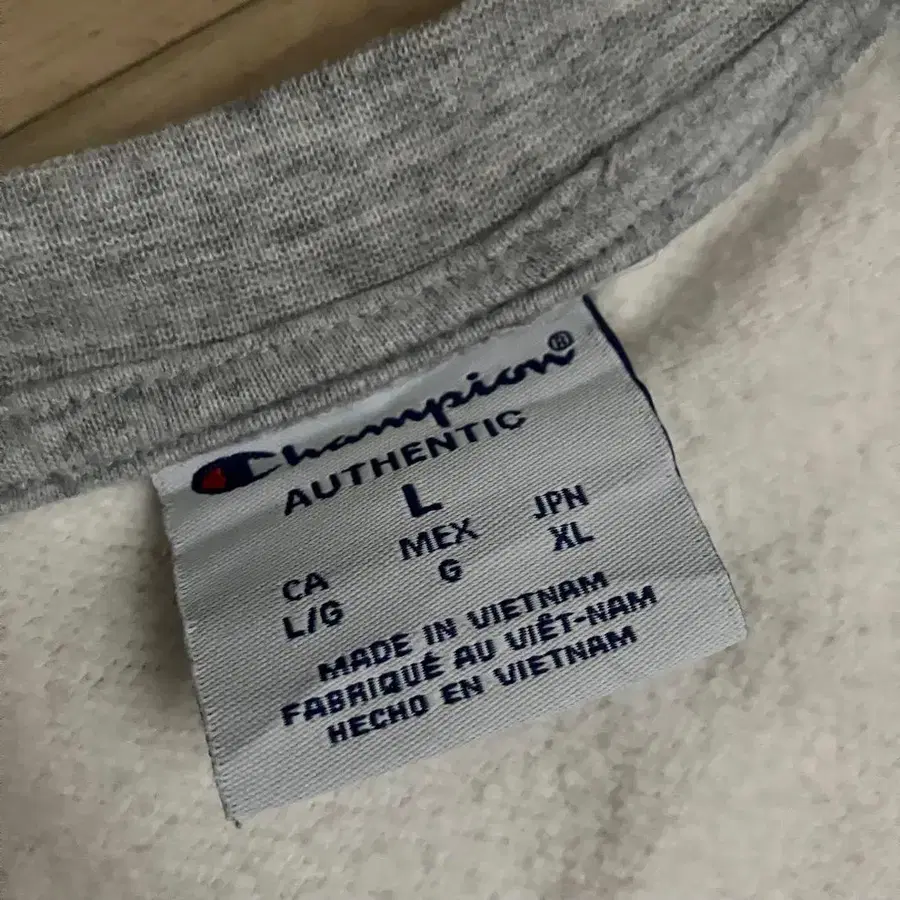 Champion®
AUTHENTIC
L
CA MEX JPN
L/G G XL
MADE IN VIETNAM
FABRIQUÉ AU VIÊT-NAM
HECHO EN VIETNAM